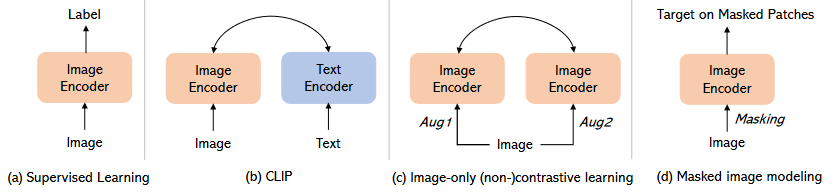 Label
Image
Encoder
Image
(a) Supervised Learning
Image
Encoder
Text
Encoder
Image
Text
(b) CLIP
Image
Encoder
Image
Encoder
Aug1
Aug2
Image
(c) Image-only (non-)contrastive learning
Target on Masked Patches
Image
Encoder
Masking
Image
(d) Masked image modeling